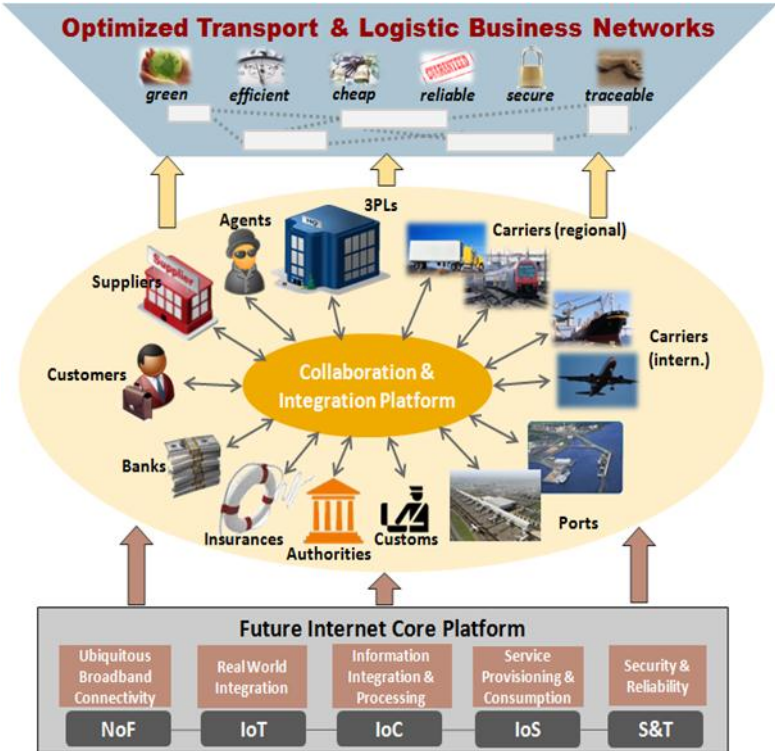 Optimized Transport & Logistic Business Networks
GUARANTEED
green efficient cheap reliable secure traceable
3PLs
Agents
Carriers (regional)
Supplier
Suppliers
Carriers
(intern.)
Customers
Collaboration &
Integration Platform
Banks
Insurances
Authorities
Customs
Ports
Future Internet Core Platform
Ubiquitous
Broadband
Connectivity
Real World
Integration
Information
Integration &
Processing
Service
Provisioning &
Consumption
Security &
Reliability
NoF
IoT
IoC
IoS
S&T